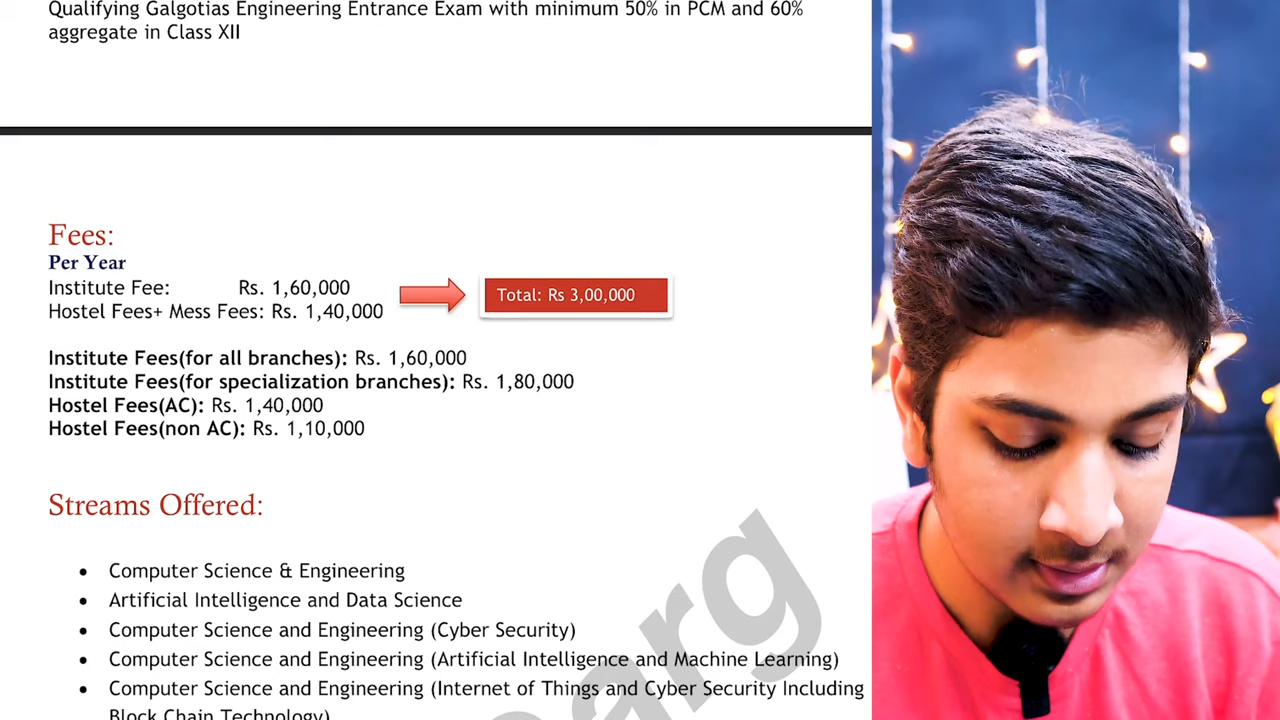 Qualifying Galgotias Engineering Entrance Exam with minimum 50% in PCM and 60%
aggregate in Class XII
Fees:
Per Year
Institute Fee: Rs. 1,60,000
Hostel Fees+ Mess Fees: Rs. 1,40,000
Total: Rs 3,00,000
Institute Fees(for all branches): Rs. 1,60,000
Institute Fees(for specialization branches): Rs. 1,80,000
Hostel Fees(AC): Rs. 1,40,000
Hostel Fees(non AC): Rs. 1,10,000
Streams Offered:
• Computer Science & Engineering
• Artificial Intelligence and Data Science
• Computer Science and Engineering (Cyber Security)
• Computer Science and Engineering (Artificial Intelligence and Machine Learning)
• Computer Science and Engineering (Internet of Things and Cyber Security Including
Block Chain Technology)